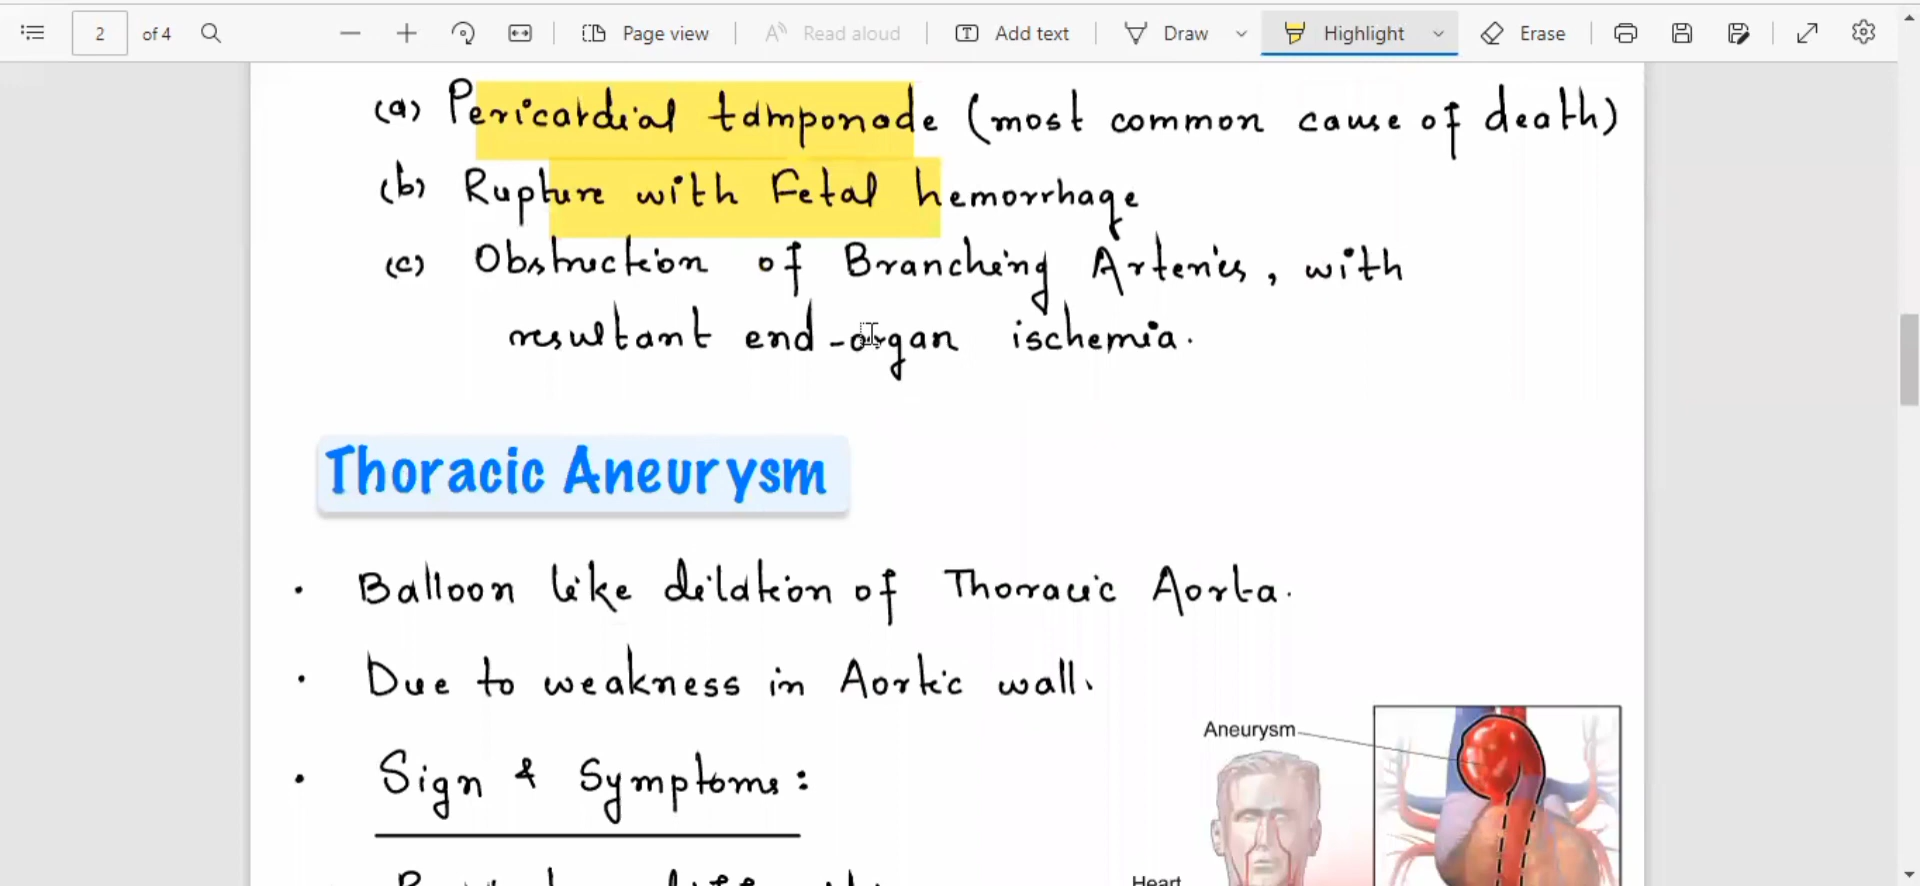 2 of 4 Page view Read aloud Add text Draw Highlight Erase
(a) Pericardial tamponade (most common cause of death)
(b) Rupture with Fetal hemorrhage
(c) Obstruction of Branching Arteries, with
resultant end-organ ischemia.
Thoracic Aneurysm
• Balloon like dilation of Thoracic Aorta.
• Due to weakness in Aortic wall.
Aneurysm
• Sign & Symptoms:
Heart